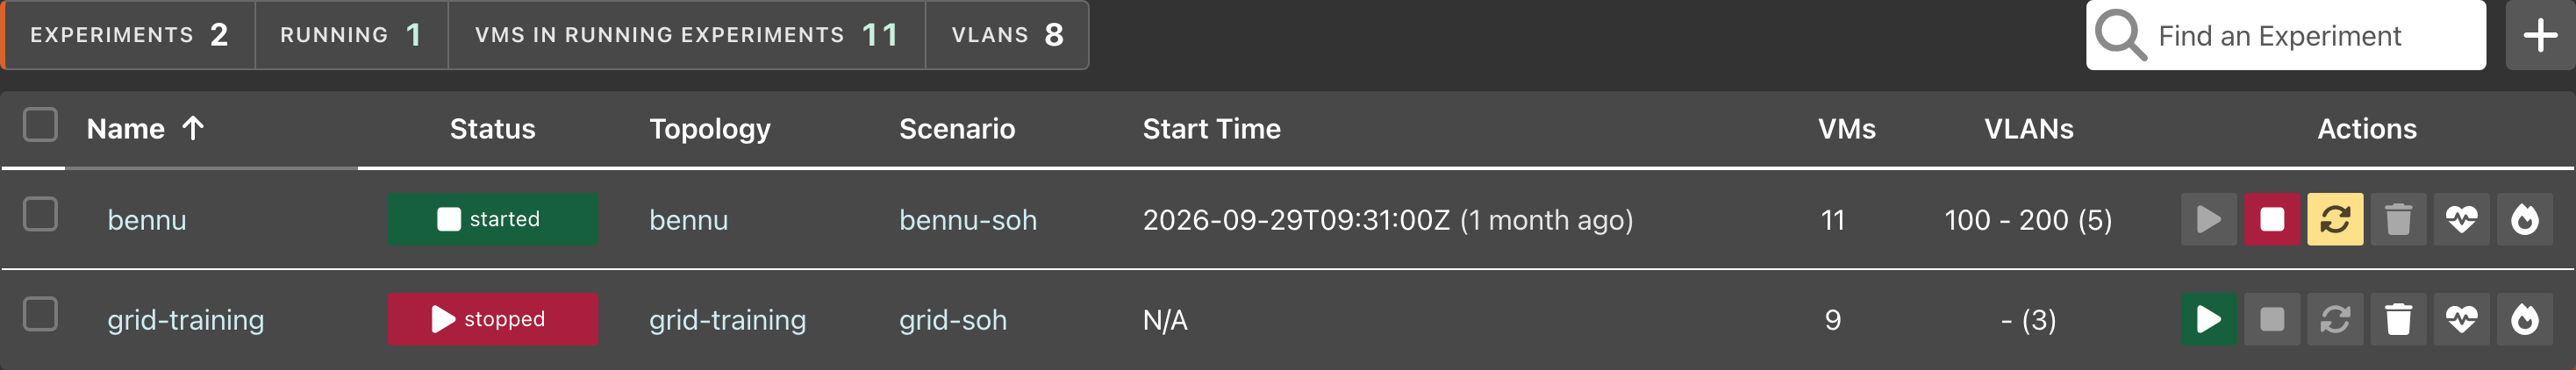 EXPERIMENTS 2 RUNNING 1 VMS IN RUNNING EXPERIMENTS 11 VLANS 8 Find an Experiment
Name Status Topology Scenario Start Time VMs VLANs Actions
bennu started bennu bennu-soh 2026-09-29T09:31:00Z (1 month ago) 11 100 - 200 (5)
grid-training stopped grid-training grid-soh N/A 9 - (3)